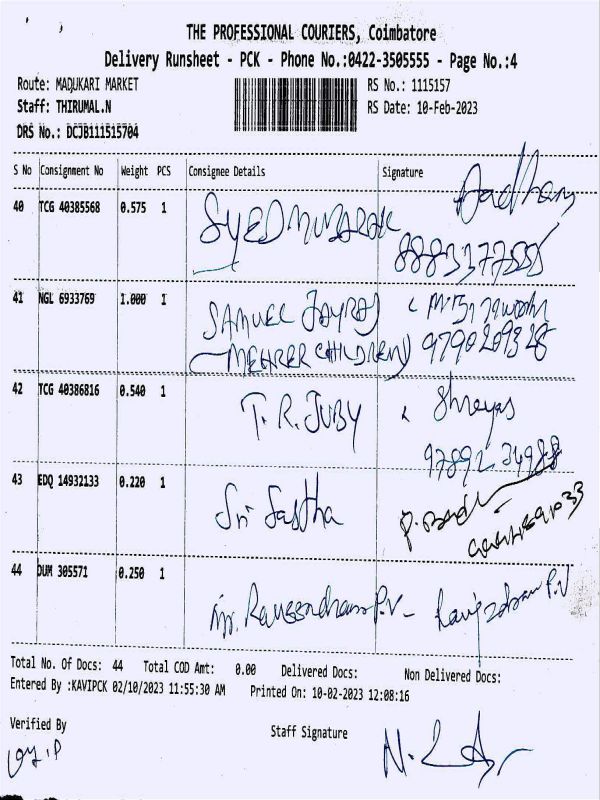 THE PROFESSIONAL COURIERS, Coimbatore
Delivery Runsheet - PCK - Phone No.:0422-3505555 - Page No.:4
Route: MADUKARI MARKET
RS No.: 1115157
Staff: THIRUMAL.N
RS Date: 10-Feb-2023
DRS No.: DCJB111515704
S No Consignment No Weight PCS Consignee Details Signature
Aadham
40 TCG 40385568 0.575 1 SYED MUBARAK
8883377555
41 NGL 6933769 1.000 1 SAMUEL JAYRAJ
(MEHRER CHILDREN) 9790209328
42 TCG 40386816 0.540 1 T.R. JUBY Shreyas
9789234988
43 EDQ 14932133 0.220 1 Sri Sastha
44 DUM 305571 0.250 1 Mr. Raveendran P.V- P.V
Total No. Of Docs: 44 Total COD Amt: 0.00 Delivered Docs: Non Delivered Docs:
Entered By :KAVIPCK 02/10/2023 11:55:30 AM Printed On: 10-02-2023 12:08:16
Verified By
Staff Signature